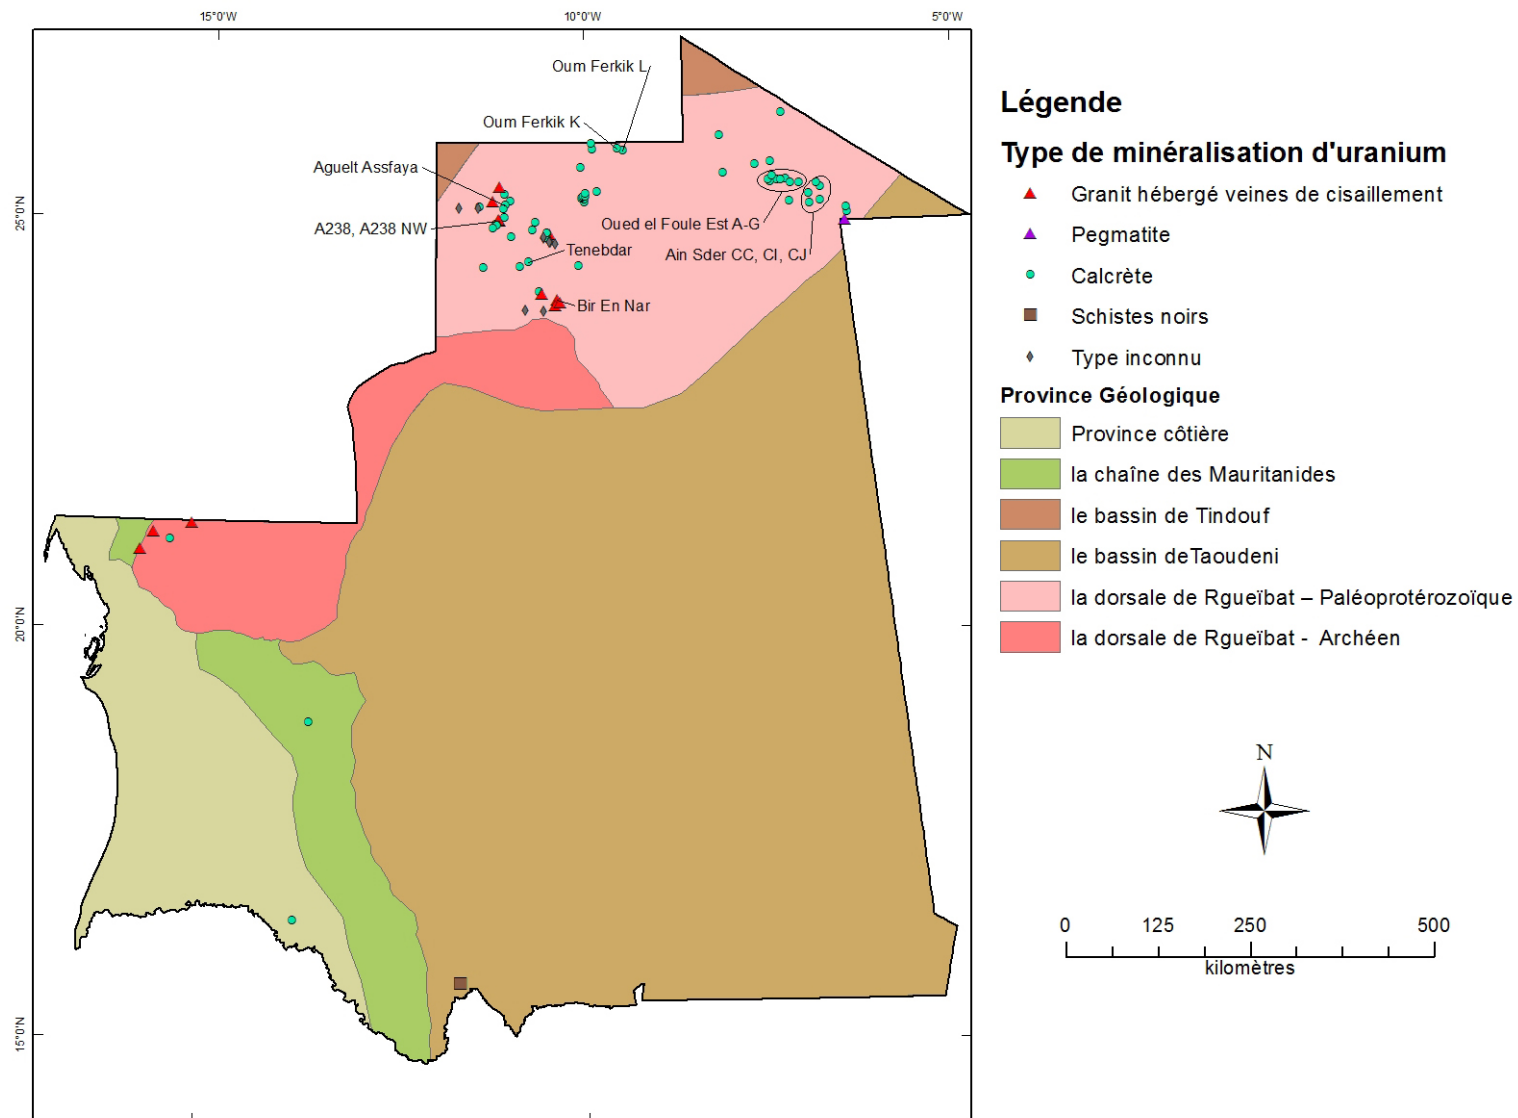 15°0'W
10°0'W
5°0'W
Oum Ferkik L
Oum Ferkik K
Aguelt Assfaya
25°0'N
A238, A238 NW
Oued el Foule Est A-G
Tenebdar
Ain Sder CC, CI, CJ
Bir En Nar
20°0'N
15°0'N
Légende
Type de minéralisation d'uranium
Granit hébergé veines de cisaillement
Pegmatite
Calcrète
Schistes noirs
Type inconnu
Province Géologique
Province côtière
la chaîne des Mauritanides
le bassin de Tindouf
le bassin deTaoudeni
la dorsale de Rgueïbat – Paléoprotérozoïque
la dorsale de Rgueïbat - Archéen
N
0 125 250 500
kilomètres